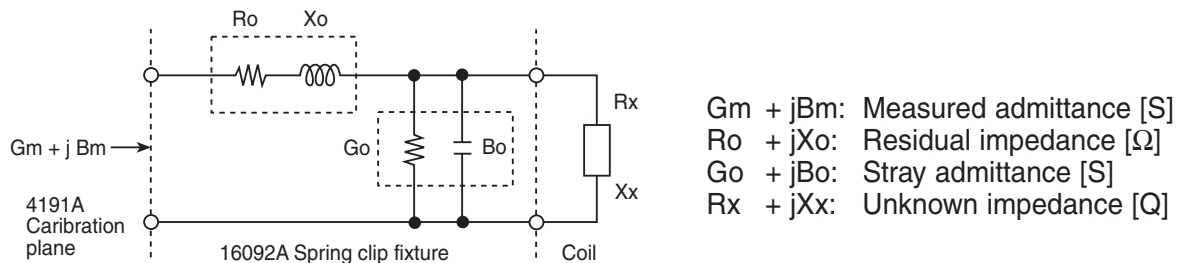 Ro Xo
Rx
Gm + j Bm
Go
Bo
Xx
4191A
Caribration
plane
16092A Spring clip fixture
Coil
Gm + jBm: Measured admittance [S]
Ro + jXo: Residual impedance [Ω]
Go + jBo: Stray admittance [S]
Rx + jXx: Unknown impedance [Q]